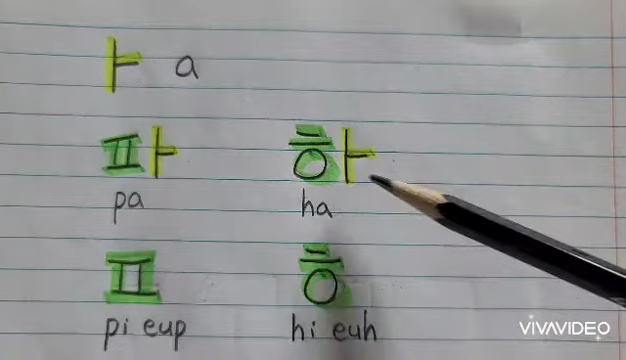 ㅏ a
파 하
pa ha
ㅍ ㅎ
pi eup hi euh
VIVAVIDEO